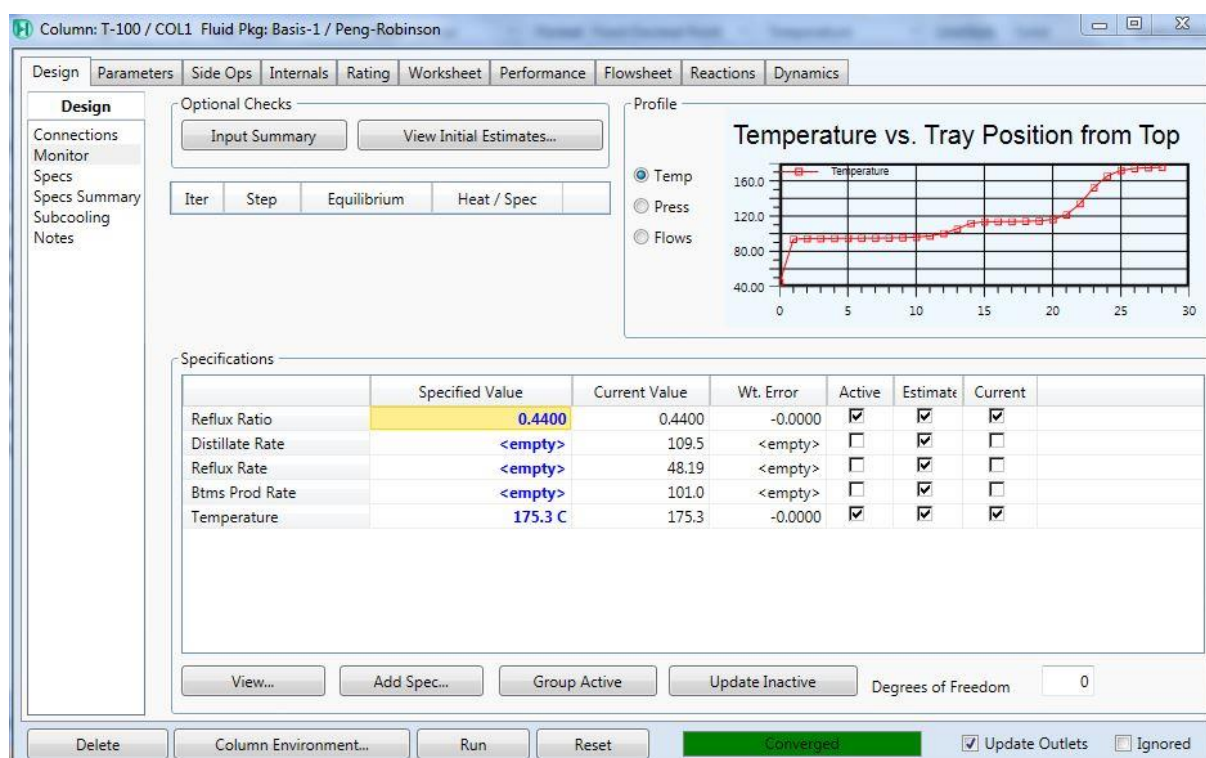 Column: T-100 / COL1 Fluid Pkg: Basis-1 / Peng-Robinson
Design Parameters Side Ops Internals Rating Worksheet Performance Flowsheet Reactions Dynamics
Design
Connections
Monitor
Specs
Specs Summary
Subcooling
Notes
Optional Checks
Input Summary View Initial Estimates...
Iter Step Equilibrium Heat / Spec
Profile
Temp
Press
Flows
Temperature vs. Tray Position from Top
Temperature
160.0
120.0
80.00
40.00
0 5 10 15 20 25 30
Specifications
Specified Value Current Value Wt. Error Active Estimate Current
Reflux Ratio 0.4400 0.4400 -0.0000
Distillate Rate <empty> 109.5 <empty>
Reflux Rate <empty> 48.19 <empty>
Btms Prod Rate <empty> 101.0 <empty>
Temperature 175.3 C 175.3 -0.0000
View... Add Spec... Group Active Update Inactive Degrees of Freedom 0
Delete Column Environment... Run Reset Converged Update Outlets Ignored